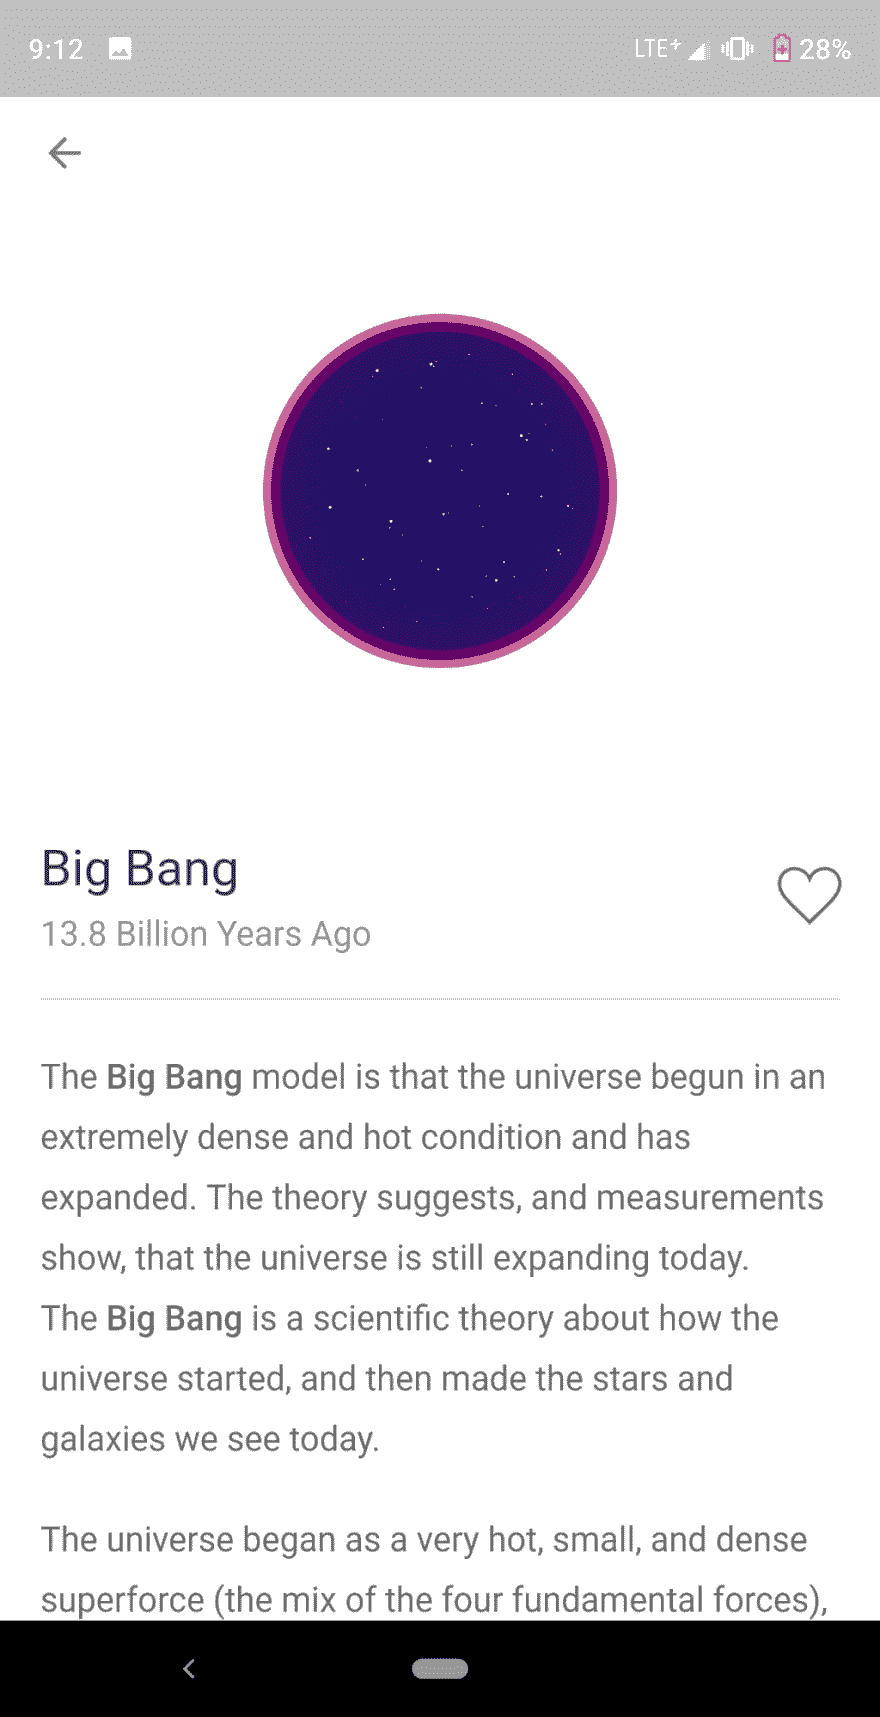 9:12 LTE+ 28%
Big Bang
13.8 Billion Years Ago
The Big Bang model is that the universe begun in an
extremely dense and hot condition and has
expanded. The theory suggests, and measurements
show, that the universe is still expanding today.
The Big Bang is a scientific theory about how the
universe started, and then made the stars and
galaxies we see today.
The universe began as a very hot, small, and dense
superforce (the mix of the four fundamental forces),